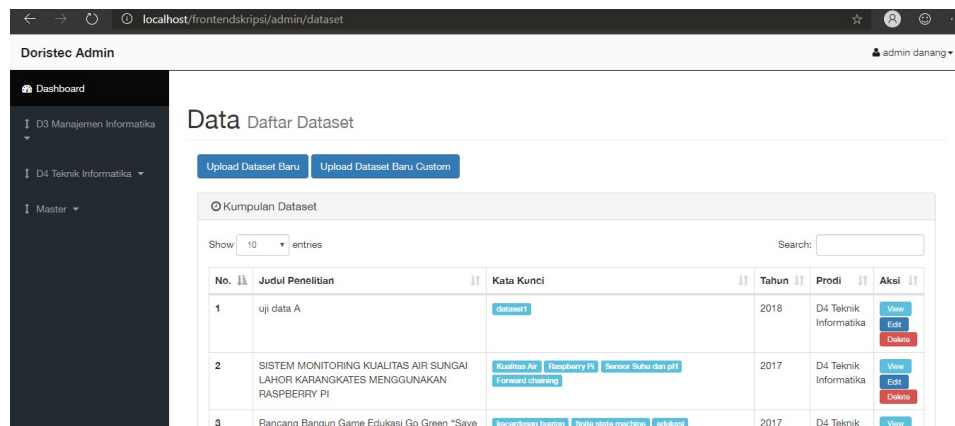 localhost/frontendskripsi/admin/dataset
Doristec Admin
admin danang
Dashboard
D3 Manajemen Informatika
D4 Teknik Informatika
Master
Data Daftar Dataset
Upload Dataset Baru Upload Dataset Baru Custom
Kumpulan Dataset
Show 10 entries
Search:
No. Judul Penelitian Kata Kunci Tahun Prodi Aksi
1 uji data A dataset1 2018 D4 Teknik View
Informatika Edit
Delete
2 SISTEM MONITORING KUALITAS AIR SUNGAI Kualitas Air Raspberry Pi Sensor Suhu dan pH 2017 D4 Teknik View
LAHOR KARANGKATES MENGGUNAKAN Forward chaining Informatika Edit
RASPBERRY PI Delete
3 Rancang Bangun Game Edukasi Go Green "Save kecerdasan buatan finite state machine edukasi 2017 D4 Teknik View